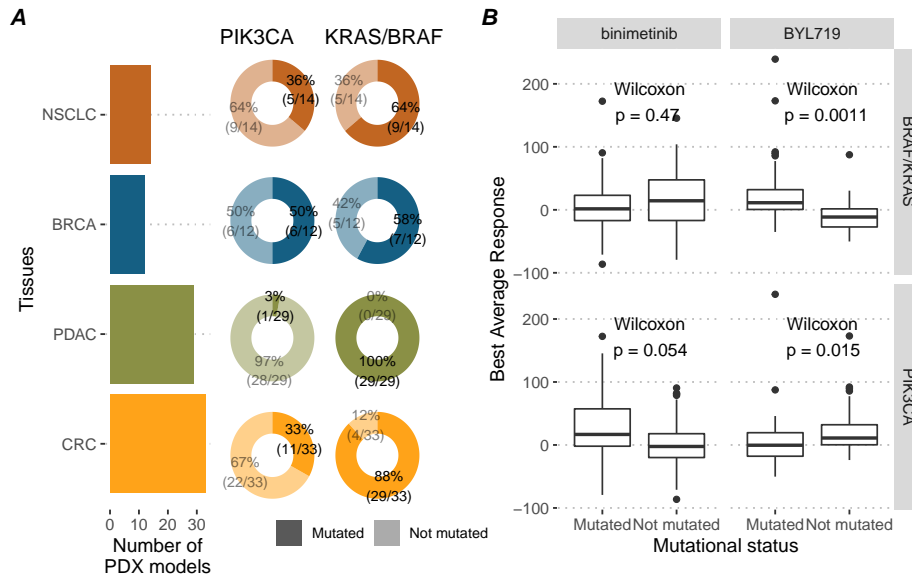 A
PIK3CA
KRAS/BRAF
NSCLC
36%
(5/14)
64%
(9/14)
36%
(5/14)
64%
(9/14)
BRCA
50%
(6/12)
50%
(6/12)
42%
(5/12)
58%
(7/12)
PDAC
3%
(1/29)
97%
(28/29)
0%
(0/29)
100%
(29/29)
CRC
33%
(11/33)
67%
(22/33)
12%
(4/33)
88%
(29/33)
Tissues
0 10 20 30
Number of
PDX models
Mutated
Not mutated
B
binimetinib
BYL719
BRAF/KRAS
PIK3CA
Best Average Response
200
100
0
−100
200
100
0
−100
Wilcoxon
p = 0.47
Wilcoxon
p = 0.0011
Wilcoxon
p = 0.054
Wilcoxon
p = 0.015
Mutated Not mutated
Mutated Not mutated
Mutational status